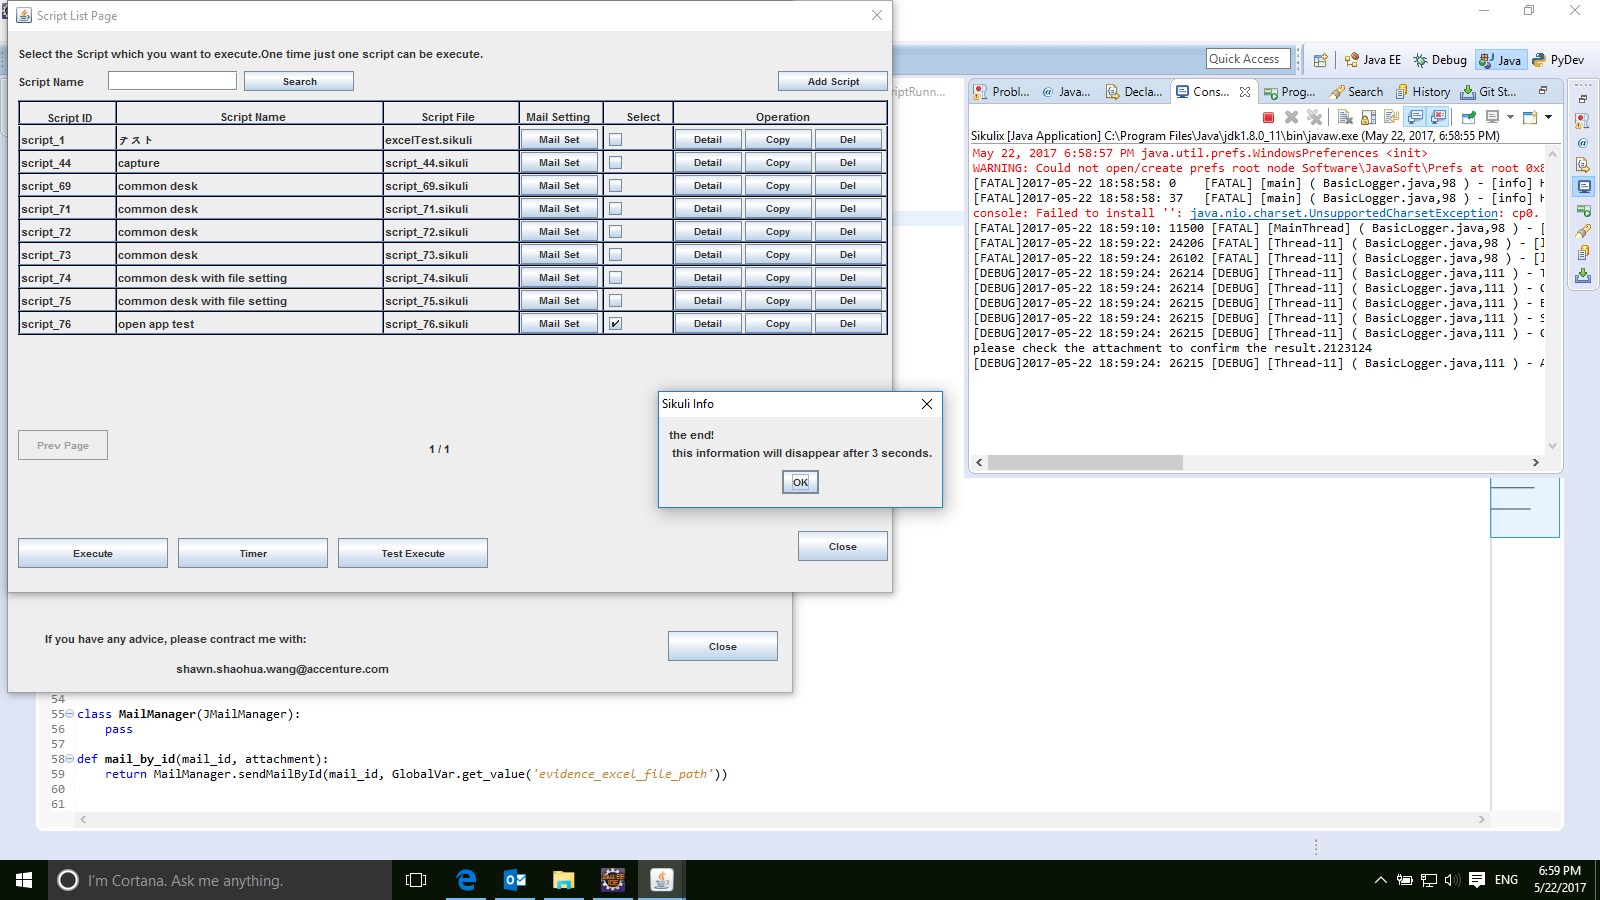 Script List Page
Select the Script which you want to execute.One time just one script can be execute.
Script Name
Search
Add Script
Script ID Script Name Script File Mail Setting Select Operation
script_1 テスト excelTest.sikuli Mail Set Detail Copy Del
script_44 capture script_44.sikuli Mail Set Detail Copy Del
script_69 common desk script_69.sikuli Mail Set Detail Copy Del
script_71 common desk script_71.sikuli Mail Set Detail Copy Del
script_72 common desk script_72.sikuli Mail Set Detail Copy Del
script_73 common desk script_73.sikuli Mail Set Detail Copy Del
script_74 common desk with file setting script_74.sikuli Mail Set Detail Copy Del
script_75 common desk with file setting script_75.sikuli Mail Set Detail Copy Del
script_76 open app test script_76.sikuli Mail Set Detail Copy Del
Prev Page
1 / 1
Execute Timer Test Execute
Close
Sikuli Info
the end!
this information will disappear after 3 seconds.
OK
If you have any advice, please contract me with:
shawn.shaohua.wang@accenture.com
Close
Quick Access
Java EE Debug Java PyDev
riptRunn...
Probl... Java... Decla... Cons... Prog... Search History Git St...
Sikulix [Java Application] C:\Program Files\Java\jdk1.8.0_11\bin\javaw.exe (May 22, 2017, 6:58:55 PM)
May 22, 2017 6:58:57 PM java.util.prefs.WindowsPreferences <init>
WARNING: Could not open/create prefs root node Software\JavaSoft\Prefs at root 0x8
[FATAL]2017-05-22 18:58:58: 0 [FATAL] [main] ( BasicLogger.java,98 ) - [info] H
[FATAL]2017-05-22 18:58:58: 37 [FATAL] [main] ( BasicLogger.java,98 ) - [info] H
console: Failed to install '': java.nio.charset.UnsupportedCharsetException: cp0.
[FATAL]2017-05-22 18:59:10: 11500 [FATAL] [MainThread] ( BasicLogger.java,98 ) - [
[FATAL]2017-05-22 18:59:22: 24206 [FATAL] [Thread-11] ( BasicLogger.java,98 ) - [l
[FATAL]2017-05-22 18:59:24: 26102 [FATAL] [Thread-11] ( BasicLogger.java,98 ) - [l
[DEBUG]2017-05-22 18:59:24: 26214 [DEBUG] [Thread-11] ( BasicLogger.java,111 ) - T
[DEBUG]2017-05-22 18:59:24: 26214 [DEBUG] [Thread-11] ( BasicLogger.java,111 ) - C
[DEBUG]2017-05-22 18:59:24: 26215 [DEBUG] [Thread-11] ( BasicLogger.java,111 ) - B
[DEBUG]2017-05-22 18:59:24: 26215 [DEBUG] [Thread-11] ( BasicLogger.java,111 ) - S
[DEBUG]2017-05-22 18:59:24: 26215 [DEBUG] [Thread-11] ( BasicLogger.java,111 ) - C
please check the attachment to confirm the result.2123124
[DEBUG]2017-05-22 18:59:24: 26215 [DEBUG] [Thread-11] ( BasicLogger.java,111 ) - A
54
55 class MailManager(JMailManager):
56 pass
57
58 def mail_by_id(mail_id, attachment):
59 return MailManager.sendMailById(mail_id, GlobalVar.get_value('evidence_excel_file_path'))
60
61
I'm Cortana. Ask me anything.
ENG
6:59 PM
5/22/2017